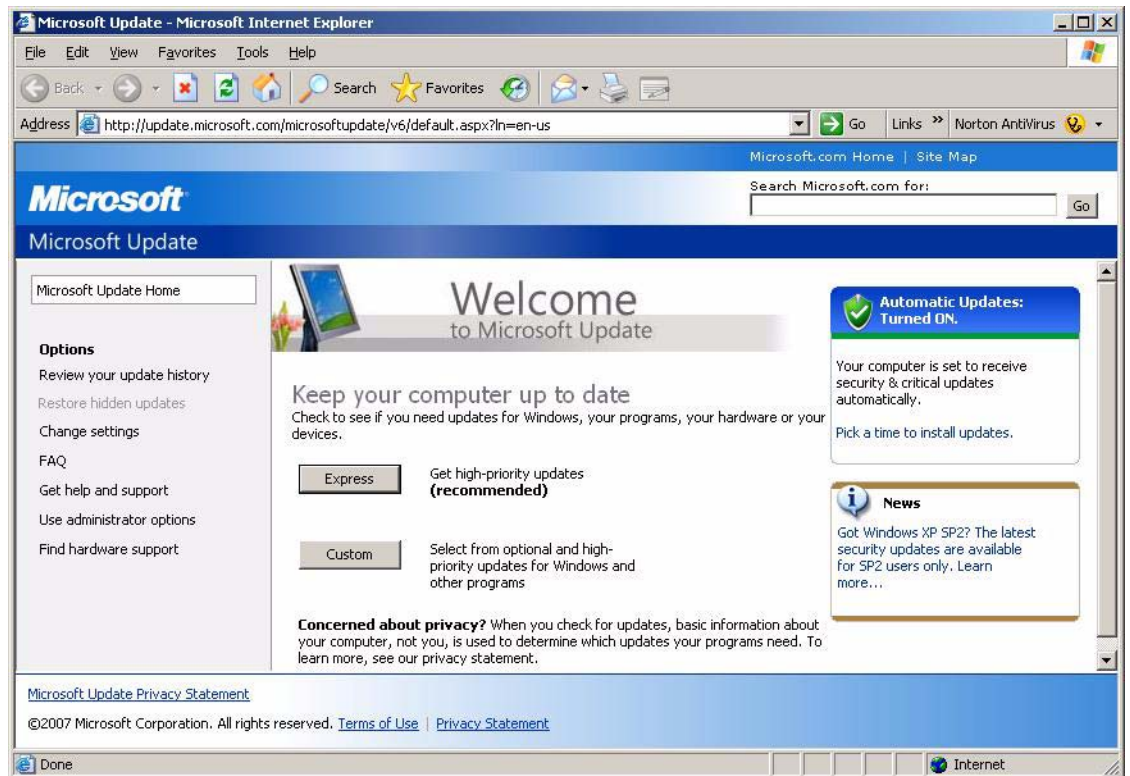 Microsoft Update - Microsoft Internet Explorer
File Edit View Favorites Tools Help
Back Search Favorites
Address http://update.microsoft.com/microsoftupdate/v6/default.aspx?ln=en-us Go Links » Norton AntiVirus
Microsoft.com Home | Site Map
Microsoft
Search Microsoft.com for:
Go
Microsoft Update
Microsoft Update Home
Options
Review your update history
Restore hidden updates
Change settings
FAQ
Get help and support
Use administrator options
Find hardware support
Welcome
to Microsoft Update
Keep your computer up to date
Check to see if you need updates for Windows, your programs, your hardware or your
devices.
Express
Get high-priority updates
(recommended)
Custom
Select from optional and high-
priority updates for Windows and
other programs
Concerned about privacy? When you check for updates, basic information about
your computer, not you, is used to determine which updates your programs need. To
learn more, see our privacy statement.
Automatic Updates:
Turned ON.
Your computer is set to receive
security & critical updates
automatically.
Pick a time to install updates.
News
Got Windows XP SP2? The latest
security updates are available
for SP2 users only. Learn
more...
Microsoft Update Privacy Statement
©2007 Microsoft Corporation. All rights reserved. Terms of Use | Privacy Statement
Done Internet